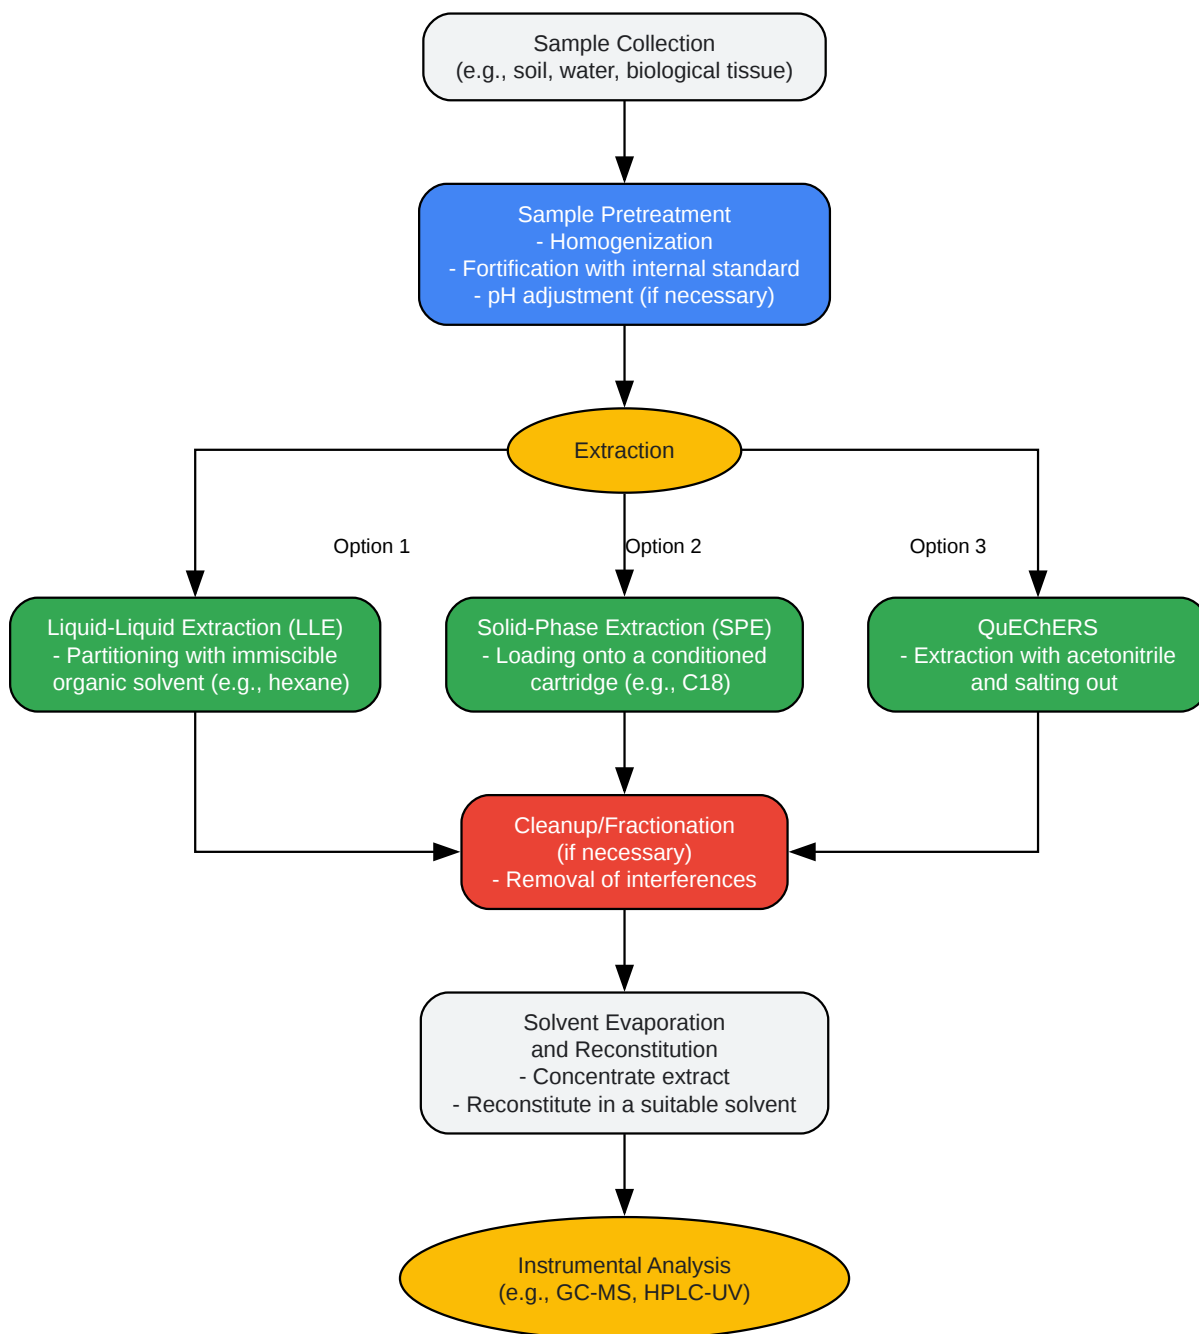 Sample Collection
(e.g., soil, water, biological tissue)
Sample Pretreatment
- Homogenization
- Fortification with internal standard
- pH adjustment (if necessary)
Extraction
Option 1
Option 2
Option 3
Liquid-Liquid Extraction (LLE)
- Partitioning with immiscible
organic solvent (e.g., hexane)
Solid-Phase Extraction (SPE)
- Loading onto a conditioned
cartridge (e.g., C18)
QuEChERS
- Extraction with acetonitrile
and salting out
Cleanup/Fractionation
(if necessary)
- Removal of interferences
Solvent Evaporation
and Reconstitution
- Concentrate extract
- Reconstitute in a suitable solvent
Instrumental Analysis
(e.g., GC-MS, HPLC-UV)